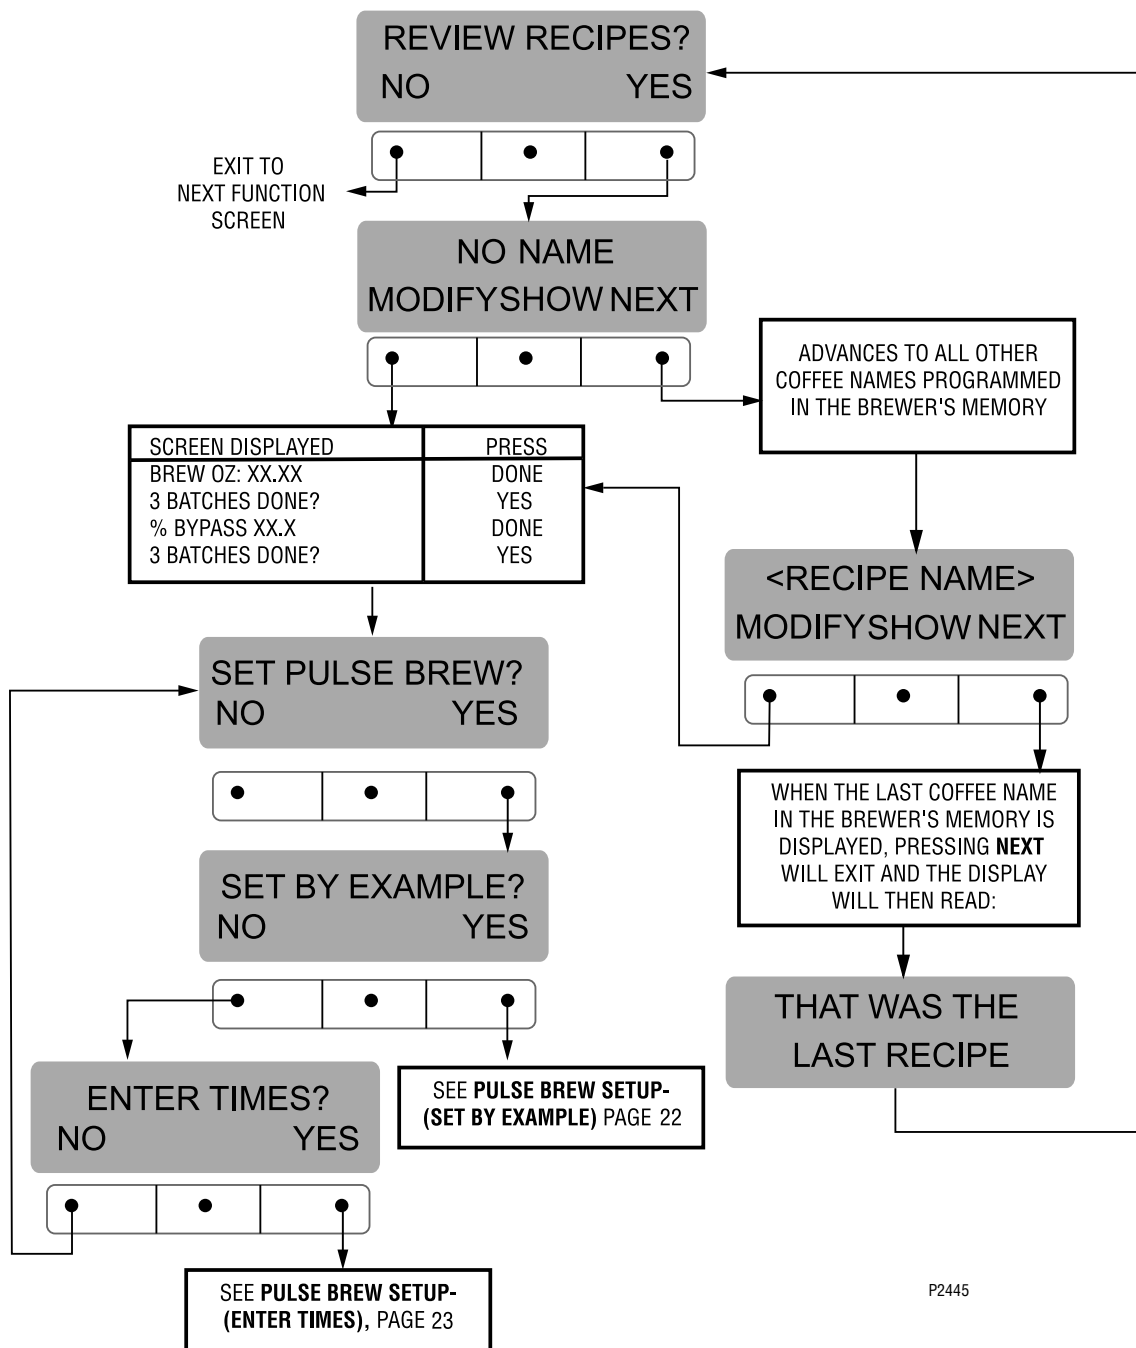 REVIEW RECIPES?
NO YES
EXIT TO
NEXT FUNCTION
SCREEN
NO NAME
MODIFY SHOW NEXT
ADVANCES TO ALL OTHER
COFFEE NAMES PROGRAMMED
IN THE BREWER'S MEMORY
SCREEN DISPLAYED PRESS
BREW OZ: XX.XX DONE
3 BATCHES DONE? YES
% BYPASS XX.X DONE
3 BATCHES DONE? YES
<RECIPE NAME>
MODIFY SHOW NEXT
SET PULSE BREW?
NO YES
WHEN THE LAST COFFEE NAME
IN THE BREWER'S MEMORY IS
DISPLAYED, PRESSING NEXT
WILL EXIT AND THE DISPLAY
WILL THEN READ:
SET BY EXAMPLE?
NO YES
THAT WAS THE
LAST RECIPE
ENTER TIMES?
NO YES
SEE PULSE BREW SETUP-
(SET BY EXAMPLE) PAGE 22
SEE PULSE BREW SETUP-
(ENTER TIMES), PAGE 23
P2445